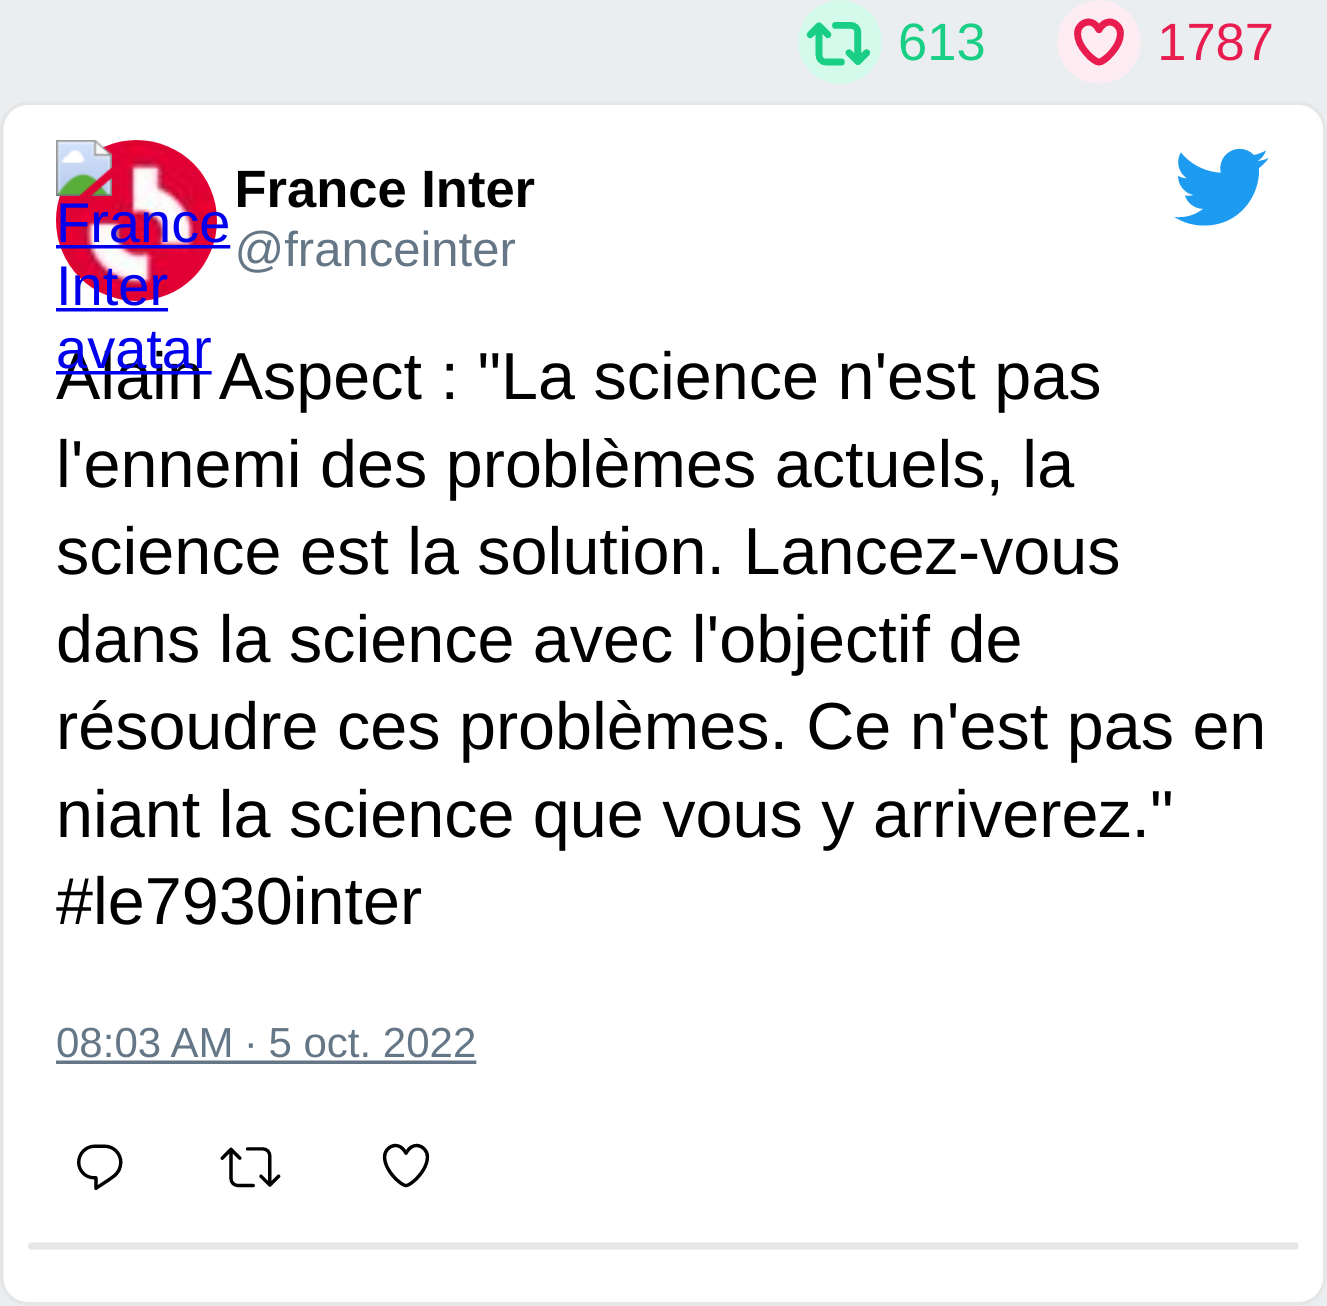 613 1787
France Inter
@franceinter
France
Inter
avatar
Alain Aspect : "La science n'est pas
l'ennemi des problèmes actuels, la
science est la solution. Lancez-vous
dans la science avec l'objectif de
résoudre ces problèmes. Ce n'est pas en
niant la science que vous y arriverez."
#le7930inter
08:03 AM · 5 oct. 2022